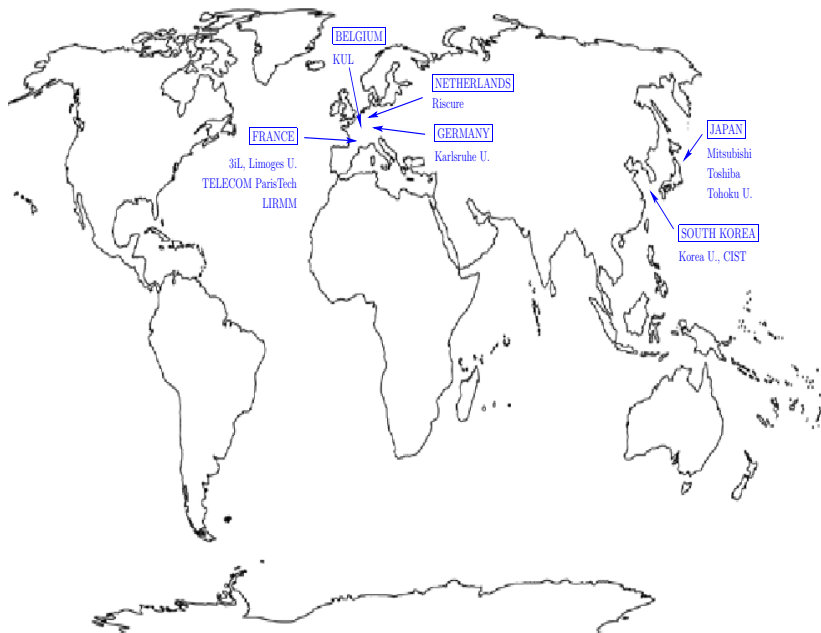 BELGIUM
KUL
NETHERLANDS
Riscure
FRANCE
3iL, Limoges U.
TELECOM ParisTech
LIRMM
GERMANY
Karlsruhe U.
JAPAN
Mitsubishi
Toshiba
Tohoku U.
SOUTH KOREA
Korea U., CIST